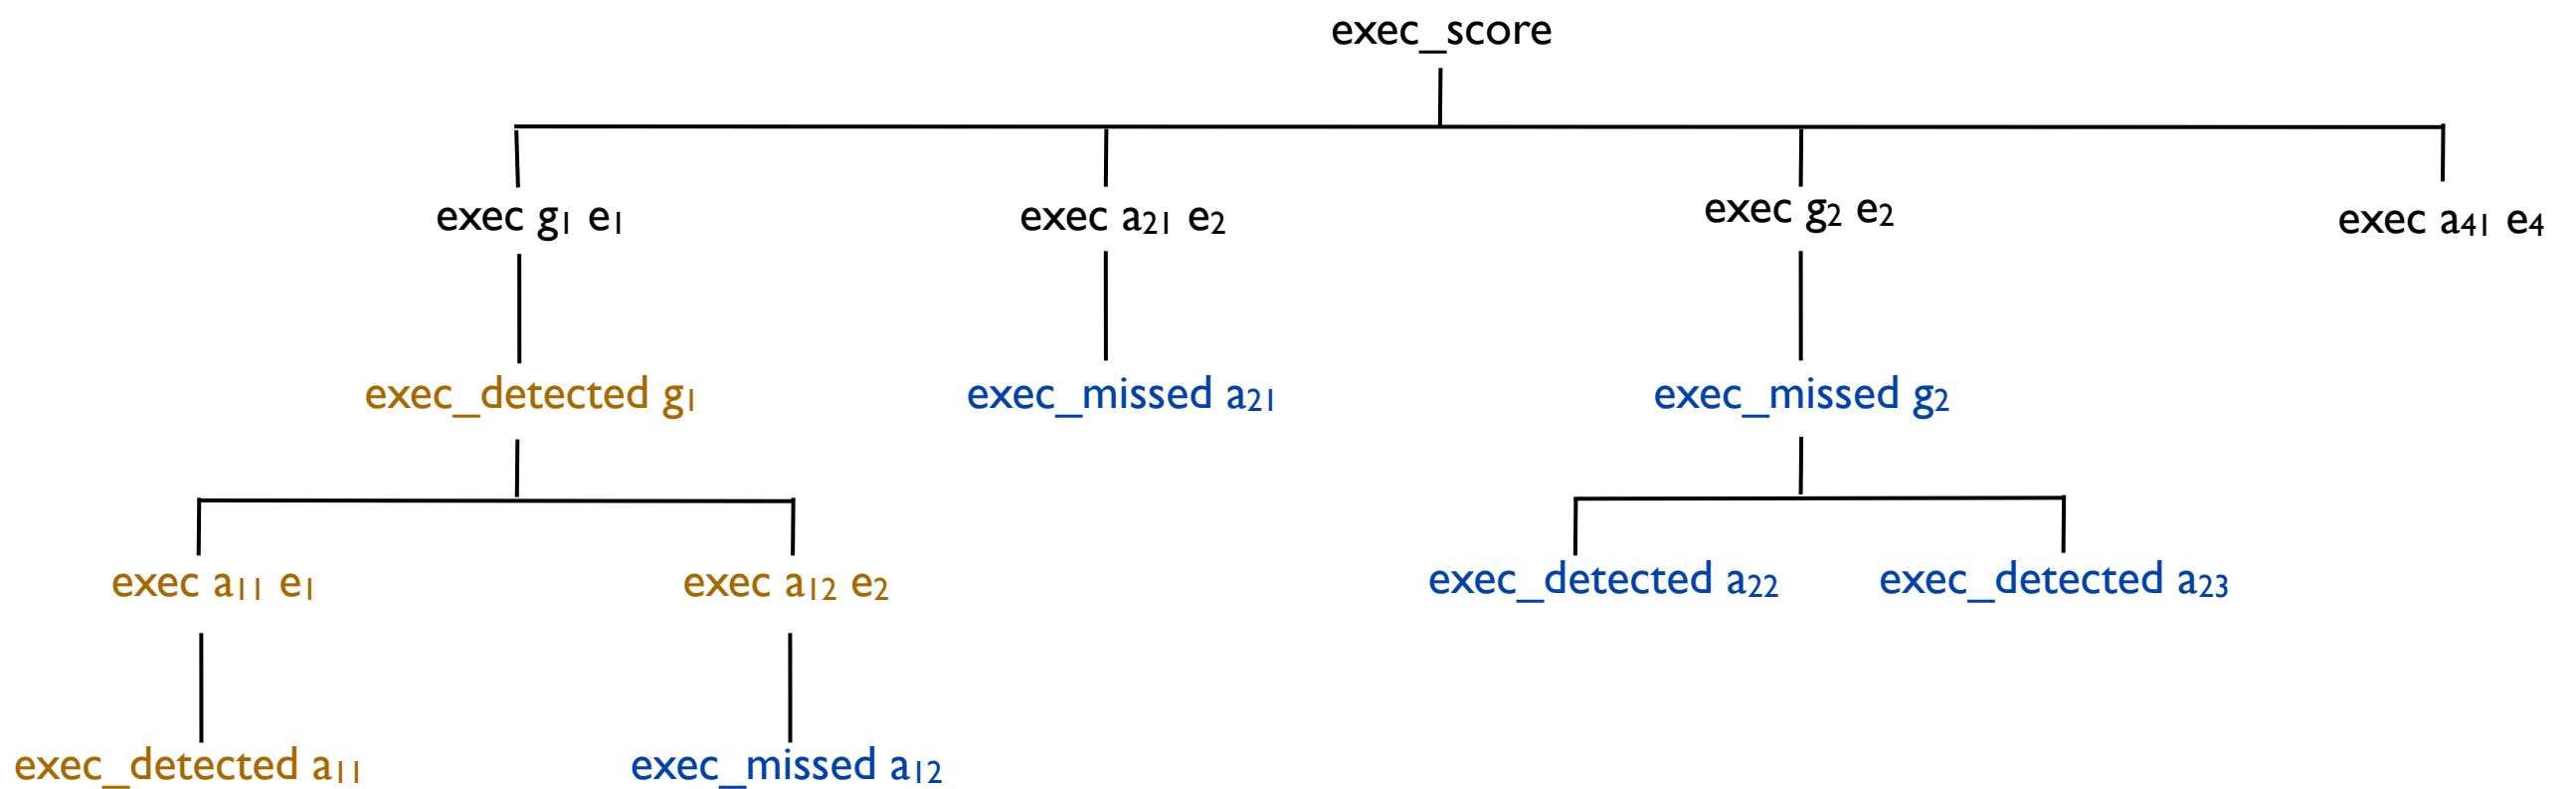 exec_score
exec g₁ e₁
exec a₂₁ e₂
exec g₂ e₂
exec a₄₁ e₄
exec_detected g₁
exec_missed a₂₁
exec_missed g₂
exec a₁₁ e₁
exec a₁₂ e₂
exec_detected a₂₂
exec_detected a₂₃
exec_detected a₁₁
exec_missed a₁₂